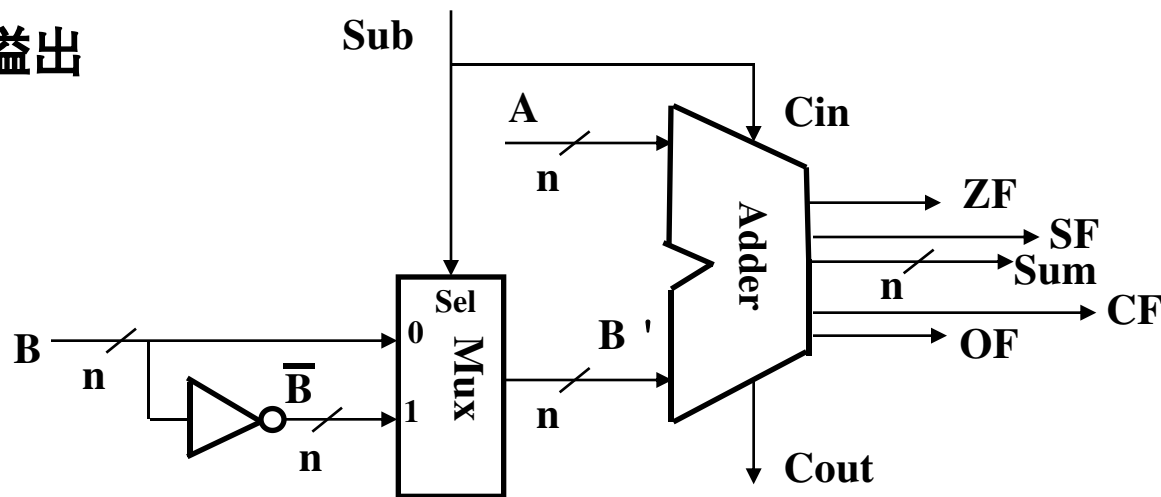 溢出
Sub
A
Cin
n
ZF
Adder
SF
n
Sum
Sel
CF
0
B '
OF
B
n
Mux
B̅
1
n
n
Cout